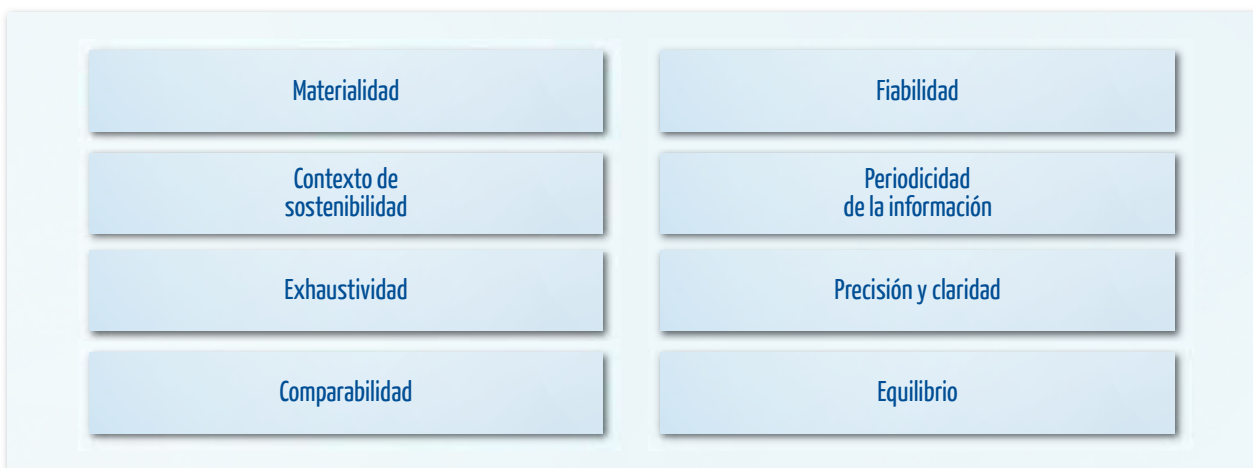 Materialidad
Fiabilidad
Contexto de
sostenibilidad
Periodicidad
de la información
Exhaustividad
Precisión y claridad
Comparabilidad
Equilibrio